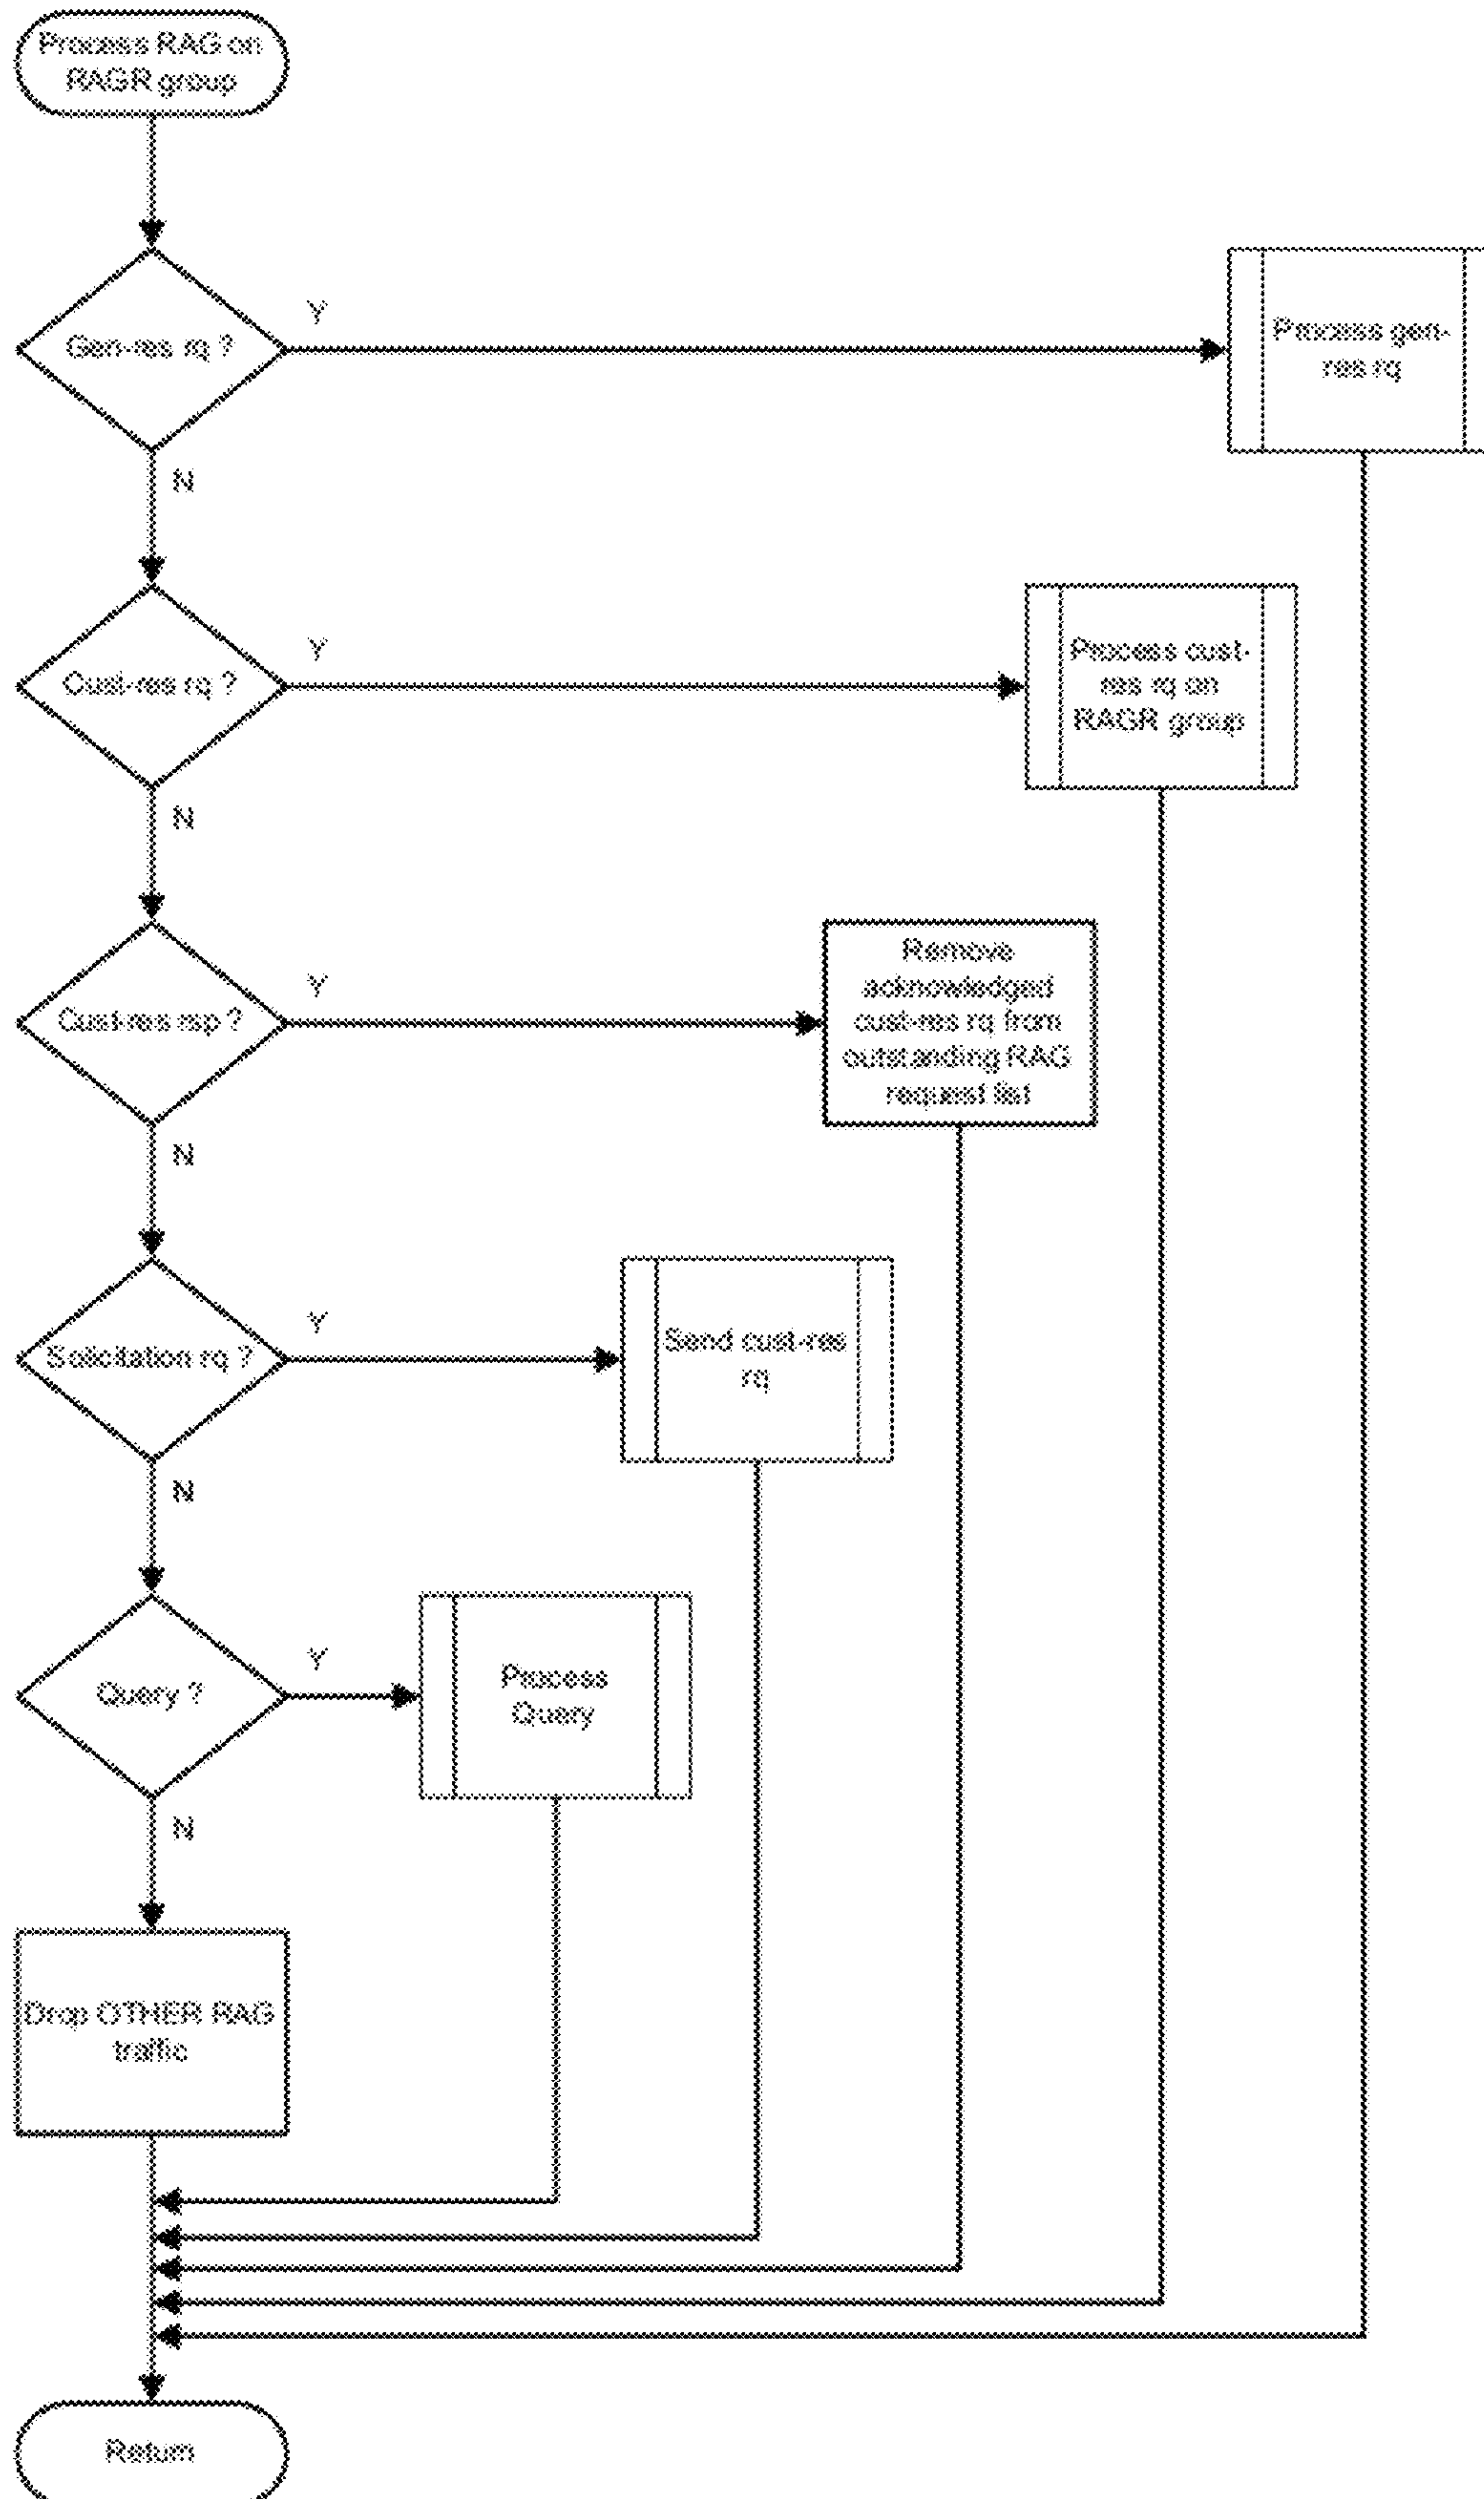 Process RAG on
RAGR group
Gen-res rq ?
Y
Process gen-
res rq
N
Cust-res rq ?
Y
Process cust-
res rq on
RAGR group
N
Cust-res rsp ?
Y
Remove
acknowledged
cust-res rq from
outstanding RAG
request list
N
Solicitation rq ?
Y
Send cust-res
rq
N
Query ?
Y
Process
Query
N
Drop OTHER RAG
traffic
Return